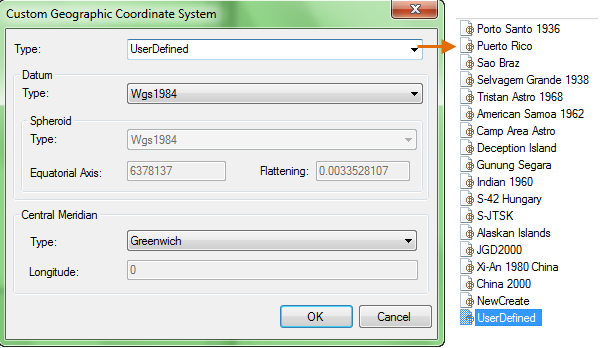 Custom Geographic Coordinate System
Type: UserDefined
Datum
Type: Wgs1984
Spheroid
Type: Wgs1984
Equatorial Axis: 6378137 Flattening: 0.0033528107
Central Meridian
Type: Greenwich
Longitude: 0
OK Cancel
Porto Santo 1936
Puerto Rico
Sao Braz
Selvagem Grande 1938
Tristan Astro 1968
American Samoa 1962
Camp Area Astro
Deception Island
Gunung Segara
Indian 1960
S-42 Hungary
S-JTSK
Alaskan Islands
JGD2000
Xi-An 1980 China
China 2000
NewCreate
UserDefined